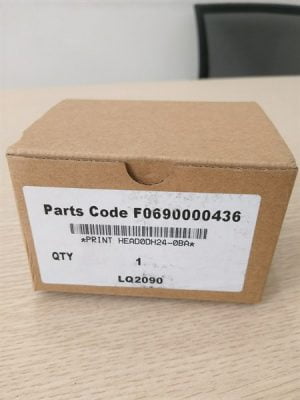 Parts Code F0690000436
*PRINT HEAD0DH24-0BA*
QTY 1
LQ2090